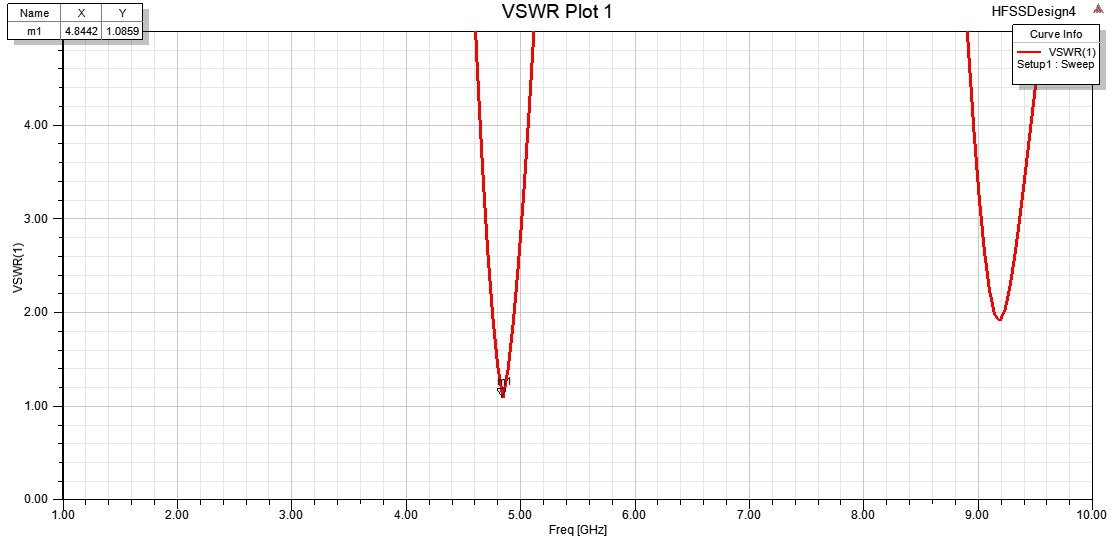 VSWR Plot 1
HFSSDesign4
Name X Y
m1 4.8442 1.0859
Curve Info
VSWR(1)
Setup1 : Sweep
4.00
3.00
2.00
1.00
0.00
VSWR(1)
m1
1.00 2.00 3.00 4.00 5.00 6.00 7.00 8.00 9.00 10.00
Freq [GHz]